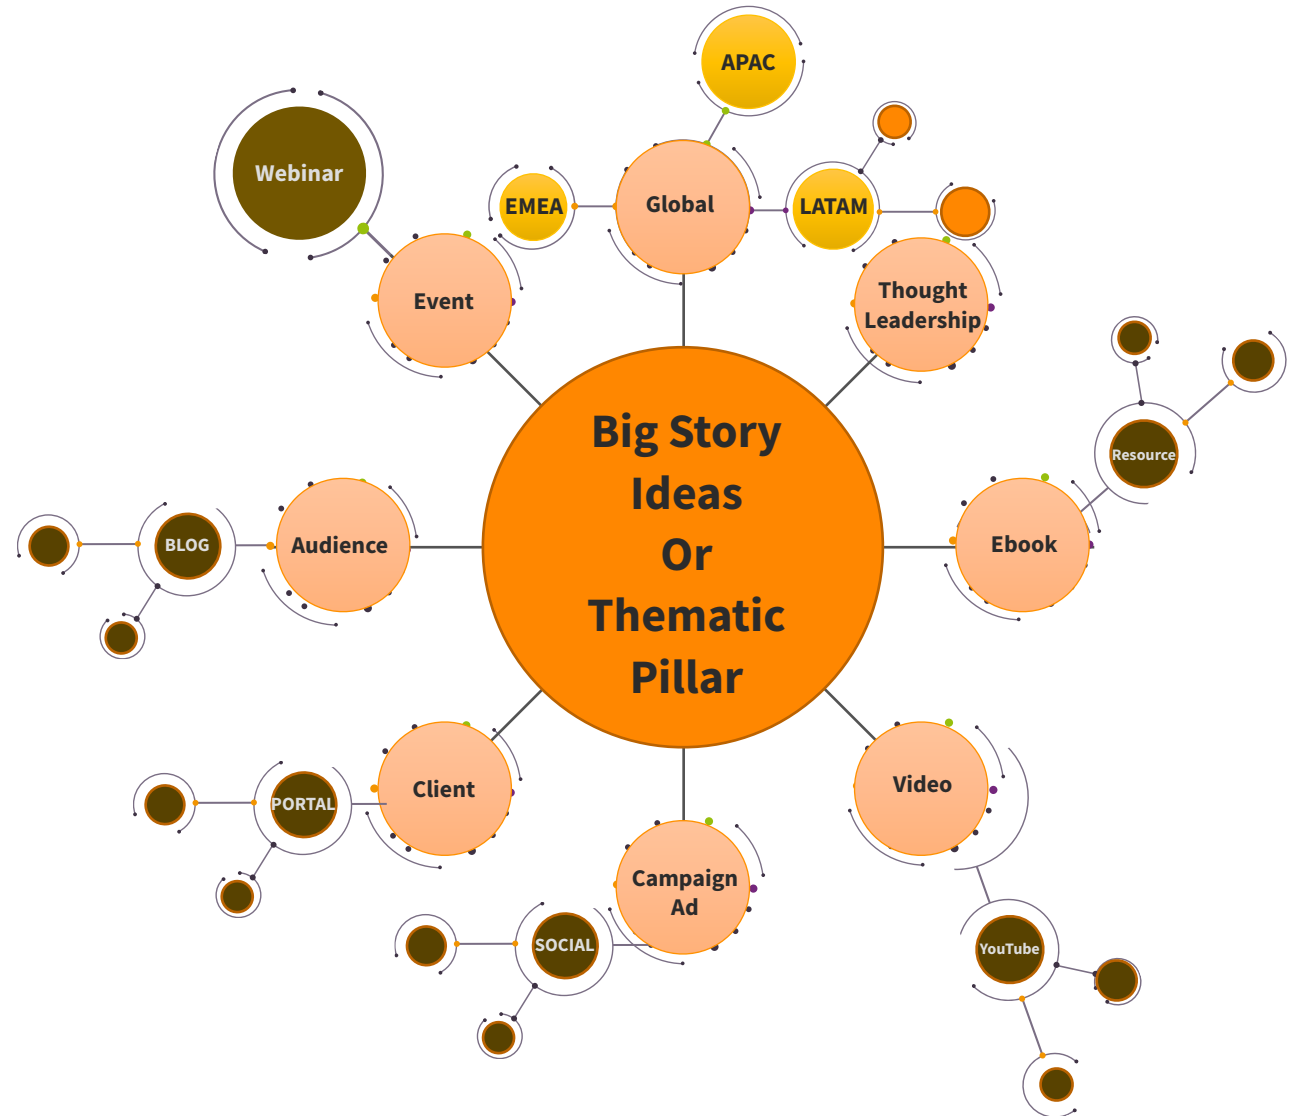 APAC
Webinar
EMEA
Global
LATAM
Event
Thought
Leadership
Big Story
Ideas
Or
Thematic
Pillar
Resource
BLOG
Audience
Ebook
PORTAL
Client
Video
Campaign
Ad
SOCIAL
YouTube